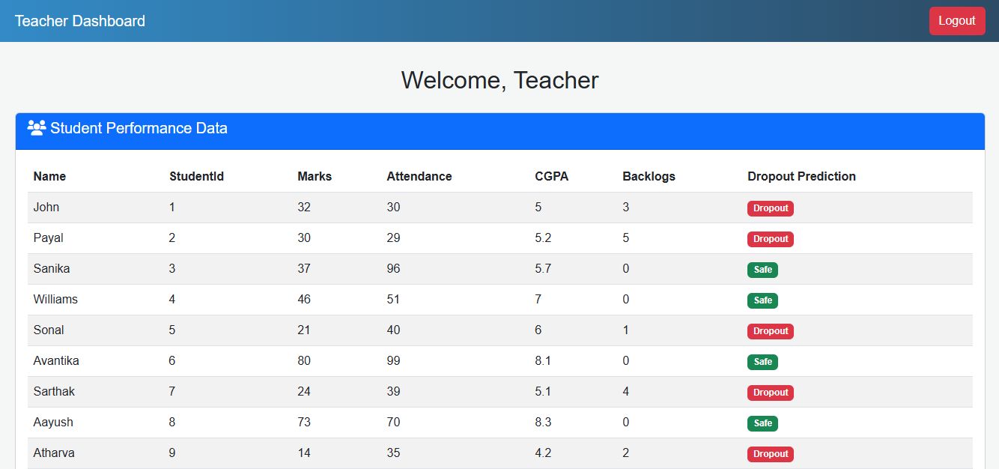 Teacher Dashboard Logout
Welcome, Teacher
Student Performance Data
Name StudentId Marks Attendance CGPA Backlogs Dropout Prediction
John 1 32 30 5 3 Dropout
Payal 2 30 29 5.2 5 Dropout
Sanika 3 37 96 5.7 0 Safe
Williams 4 46 51 7 0 Safe
Sonal 5 21 40 6 1 Dropout
Avantika 6 80 99 8.1 0 Safe
Sarthak 7 24 39 5.1 4 Dropout
Aayush 8 73 70 8.3 0 Safe
Atharva 9 14 35 4.2 2 Dropout